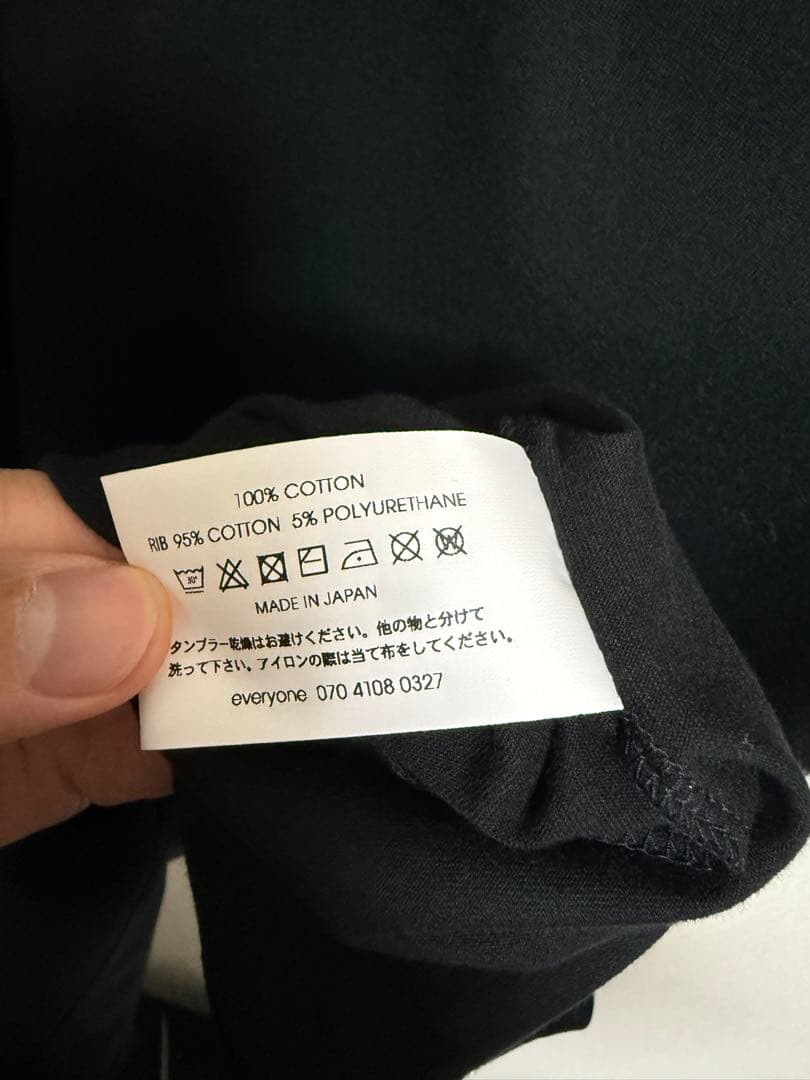 100% COTTON
RIB 95% COTTON 5% POLYURETHANE
30°
W
MADE IN JAPAN
タンブラー乾燥はお避けください。他の物と分けて
洗って下さい。アイロンの際は当て布をしてください。
everyone 070 4108 0327